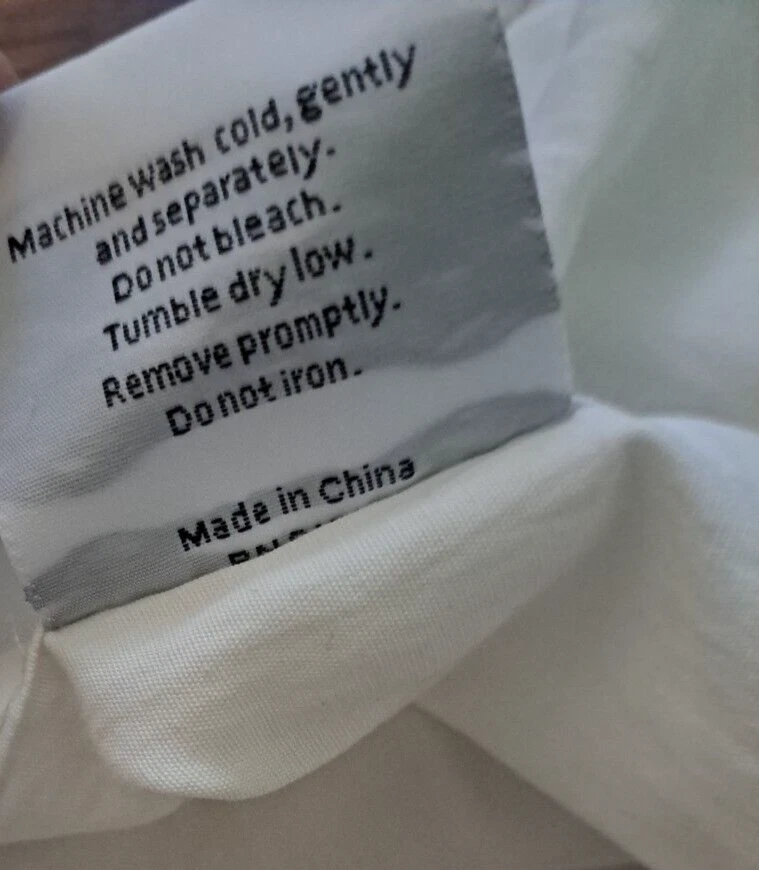 Machine wash cold, gently
and separately.
Do not bleach.
Tumble dry low.
Remove promptly.
Do not iron.
Made in China